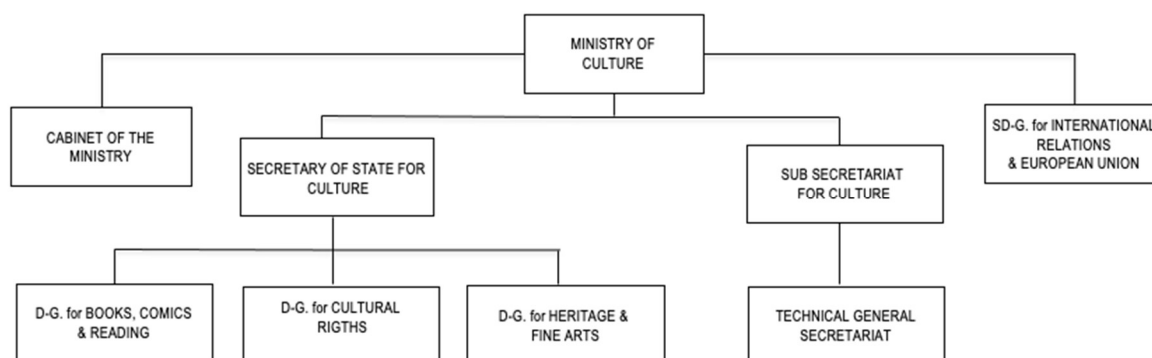 MINISTRY OF
CULTURE
CABINET OF THE
MINISTRY
SD-G. for INTERNATIONAL
RELATIONS
& EUROPEAN UNION
SECRETARY OF STATE FOR
CULTURE
SUB SECRETARIAT
FOR CULTURE
D-G. for BOOKS, COMICS
& READING
D-G. for CULTURAL
RIGTHS
D-G. for HERITAGE &
FINE ARTS
TECHNICAL GENERAL
SECRETARIAT